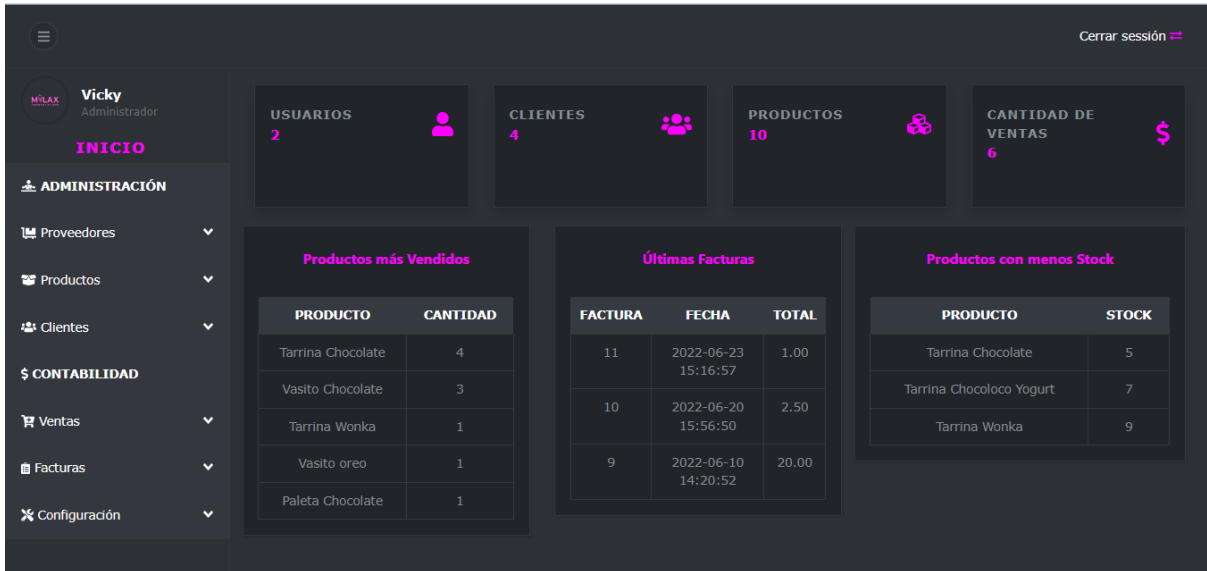 Cerrar sessión
MYLAX
Vicky
Administrador
INICIO
ADMINISTRACIÓN
Proveedores
Productos
Clientes
$ CONTABILIDAD
Ventas
Facturas
Configuración
USUARIOS
2
CLIENTES
4
PRODUCTOS
10
CANTIDAD DE
VENTAS
6
$
Productos más Vendidos
PRODUCTO CANTIDAD
Tarrina Chocolate 4
Vasito Chocolate 3
Tarrina Wonka 1
Vasito oreo 1
Paleta Chocolate 1
Últimas Facturas
FACTURA FECHA TOTAL
11 2022-06-23 1.00
15:16:57
10 2022-06-20 2.50
15:56:50
9 2022-06-10 20.00
14:20:52
Productos con menos Stock
PRODUCTO STOCK
Tarrina Chocolate 5
Tarrina Chocoloco Yogurt 7
Tarrina Wonka 9